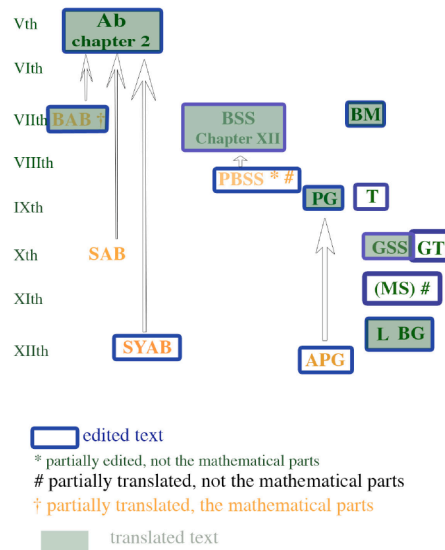 Vth Ab
chapter 2
VIth
VIIth BAB † BSS BM
Chapter XII
VIIIth
PBSS * #
IXth PG T
Xth SAB GSS GT
XIth (MS) #
XIIth SYAB APG L BG
edited text
* partially edited, not the mathematical parts
# partially translated, not the mathematical parts
† partially translated, the mathematical parts
translated text